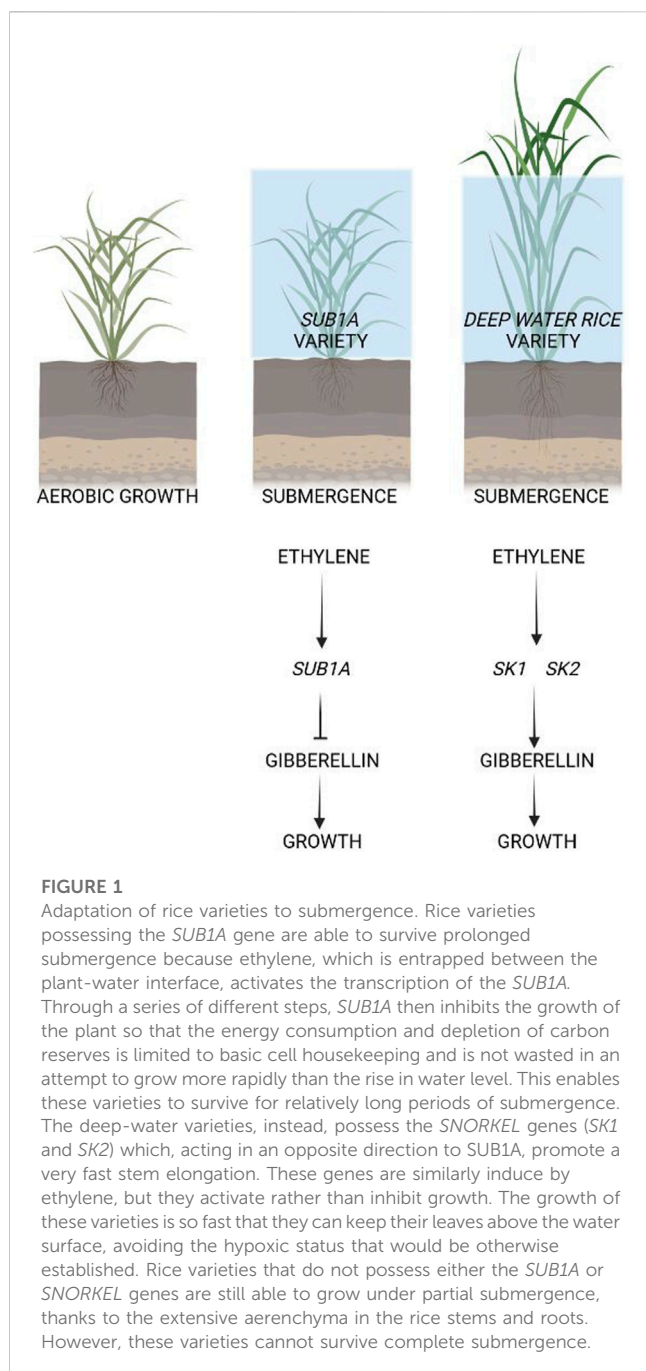 SUB1A
VARIETY
DEEP WATER RICE
VARIETY
AEROBIC GROWTH
SUBMERGENCE
SUBMERGENCE
ETHYLENE
SUB1A
GIBBERELLIN
GROWTH
ETHYLENE
SK1 SK2
GIBBERELLIN
GROWTH
FIGURE 1
Adaptation of rice varieties to submergence. Rice varieties
possessing the SUB1A gene are able to survive prolonged
submergence because ethylene, which is entrapped between the
plant-water interface, activates the transcription of the SUB1A.
Through a series of different steps, SUB1A then inhibits the growth of
the plant so that the energy consumption and depletion of carbon
reserves is limited to basic cell housekeeping and is not wasted in an
attempt to grow more rapidly than the rise in water level. This enables
these varieties to survive for relatively long periods of submergence.
The deep-water varieties, instead, possess the SNORKEL genes (SK1
and SK2) which, acting in an opposite direction to SUB1A, promote a
very fast stem elongation. These genes are similarly induce by
ethylene, but they activate rather than inhibit growth. The growth of
these varieties is so fast that they can keep their leaves above the water
surface, avoiding the hypoxic status that would be otherwise
established. Rice varieties that do not possess either the SUB1A or
SNORKEL genes are still able to grow under partial submergence,
thanks to the extensive aerenchyma in the rice stems and roots.
However, these varieties cannot survive complete submergence.